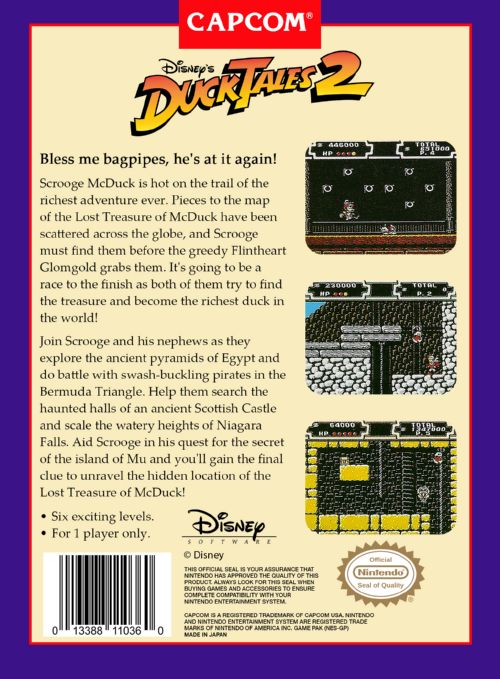 CAPCOM®
DISNEY'S
DUCKTALES 2
Bless me bagpipes, he's at it again!
Scrooge McDuck is hot on the trail of the
richest adventure ever. Pieces to the map
of the Lost Treasure of McDuck have been
scattered across the globe, and Scrooge
must find them before the greedy Flintheart
Glomgold grabs them. It's going to be a
race to the finish as both of them try to find
the treasure and become the richest duck in
the world!
Join Scrooge and his nephews as they
explore the ancient pyramids of Egypt and
do battle with swash-buckling pirates in the
Bermuda Triangle. Help them search the
haunted halls of an ancient Scottish Castle
and scale the watery heights of Niagara
Falls. Aid Scrooge in his quest for the secret
of the island of Mu and you'll gain the final
clue to unravel the hidden location of the
Lost Treasure of McDuck!
• Six exciting levels.
• For 1 player only.
446000 TOTAL
HP P.4
230000 TOTAL
HP P.2
64000 TOTAL
HP
DISNEY
SOFTWARE
© Disney
THIS OFFICIAL SEAL IS YOUR ASSURANCE THAT
NINTENDO HAS APPROVED THE QUALITY OF THIS
PRODUCT. ALWAYS LOOK FOR THIS SEAL WHEN
BUYING GAMES AND ACCESSORIES TO ENSURE
COMPLETE COMPATIBILITY WITH YOUR
NINTENDO ENTERTAINMENT SYSTEM.
Official
Nintendo
Seal of Quality
CAPCOM IS A REGISTERED TRADEMARK OF CAPCOM USA. NINTENDO
AND NINTENDO ENTERTAINMENT SYSTEM ARE REGISTERED TRADE
MARKS OF NINTENDO OF AMERICA INC. GAME PAK (NES-GP)
MADE IN JAPAN
0 13388 11036 0